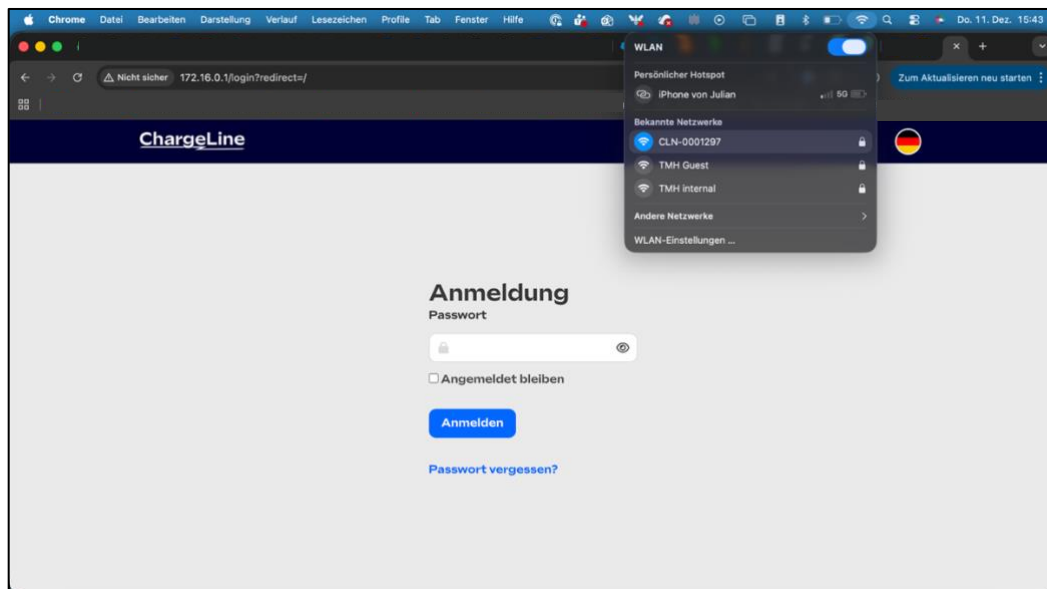 Chrome Datei Bearbeiten Darstellung Verlauf Lesezeichen Profile Tab Fenster Hilfe Do. 11. Dez. 15:43
Nicht sicher 172.16.0.1/login?redirect=/ Zum Aktualisieren neu starten
ChargeLine
WLAN
Persönlicher Hotspot
iPhone von Julian 5G
Bekannte Netzwerke
CLN-0001297
TMH Guest
TMH internal
Andere Netzwerke
WLAN-Einstellungen ...
Anmeldung
Passwort
Angemeldet bleiben
Anmelden
Passwort vergessen?